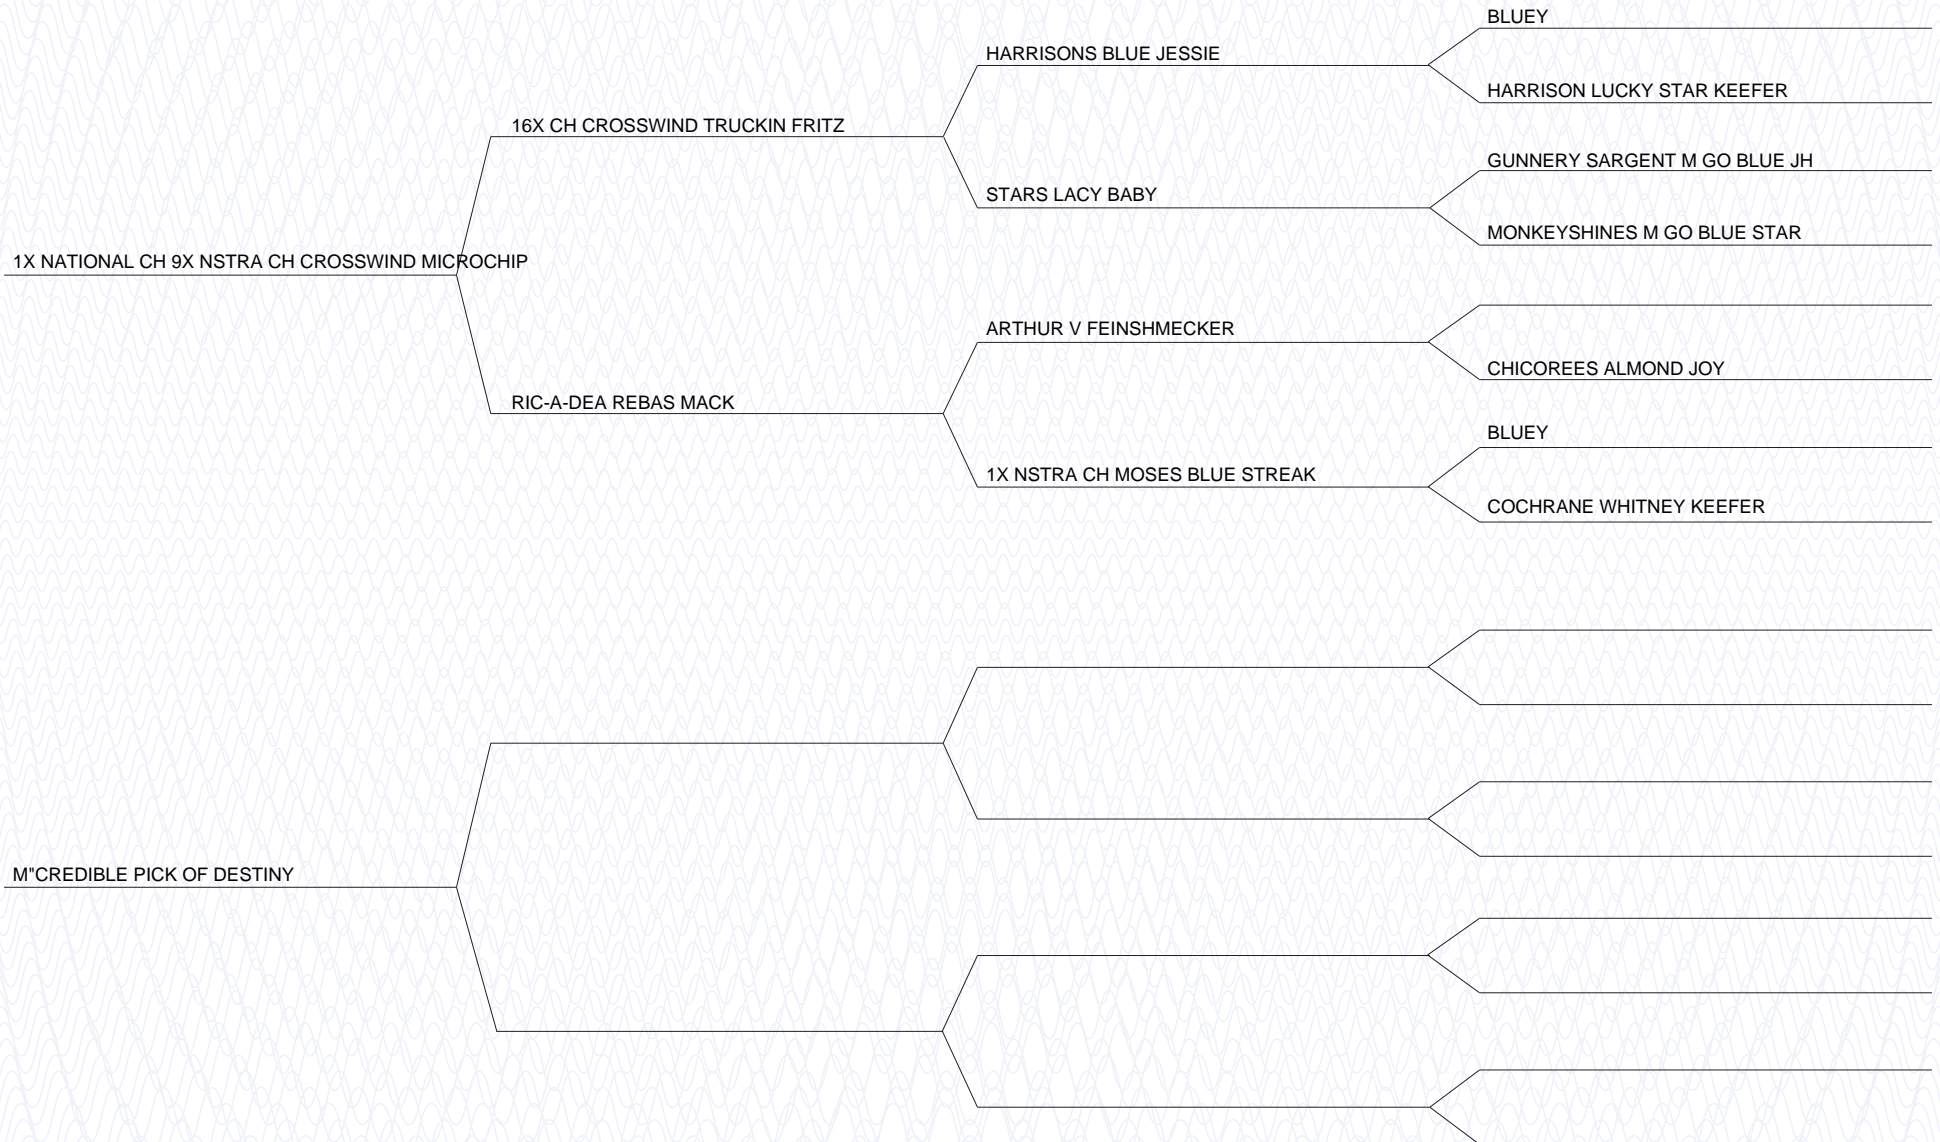 BLUEY
HARRISONS BLUE JESSIE
HARRISON LUCKY STAR KEEFER
16X CH CROSSWIND TRUCKIN FRITZ
GUNNERY SARGENT M GO BLUE JH
STARS LACY BABY
MONKEYSHINES M GO BLUE STAR
1X NATIONAL CH 9X NSTRA CH CROSSWIND MICROCHIP
ARTHUR V FEINSHMECKER
CHICOREES ALMOND JOY
RIC-A-DEA REBAS MACK
BLUEY
1X NSTRA CH MOSES BLUE STREAK
COCHRANE WHITNEY KEEFER
M"CREDIBLE PICK OF DESTINY